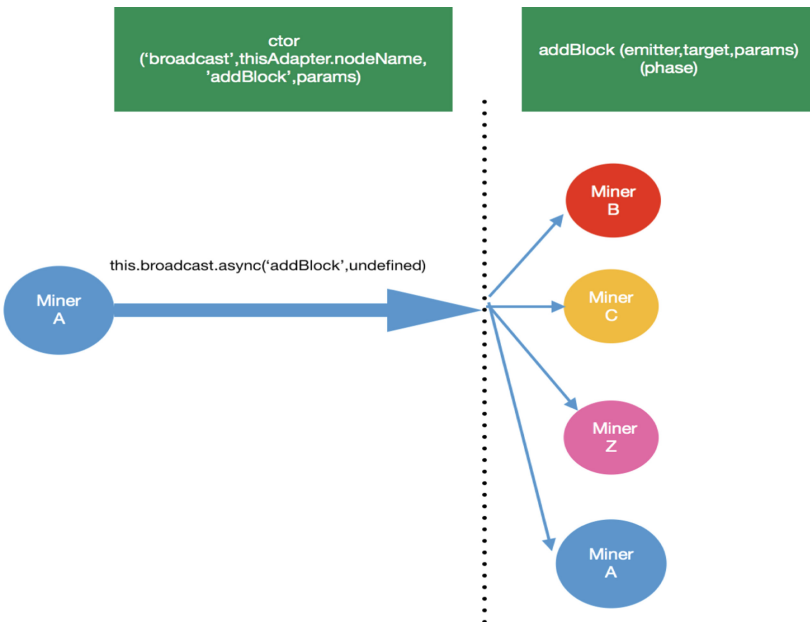 ctor
(‘broadcast’,thisAdapter.nodeName,
’addBlock’,params)
addBlock (emitter,target,params)
(phase)
Miner
B
this.broadcast.async(‘addBlock’,undefined)
Miner
A
Miner
C
Miner
Z
Miner
A